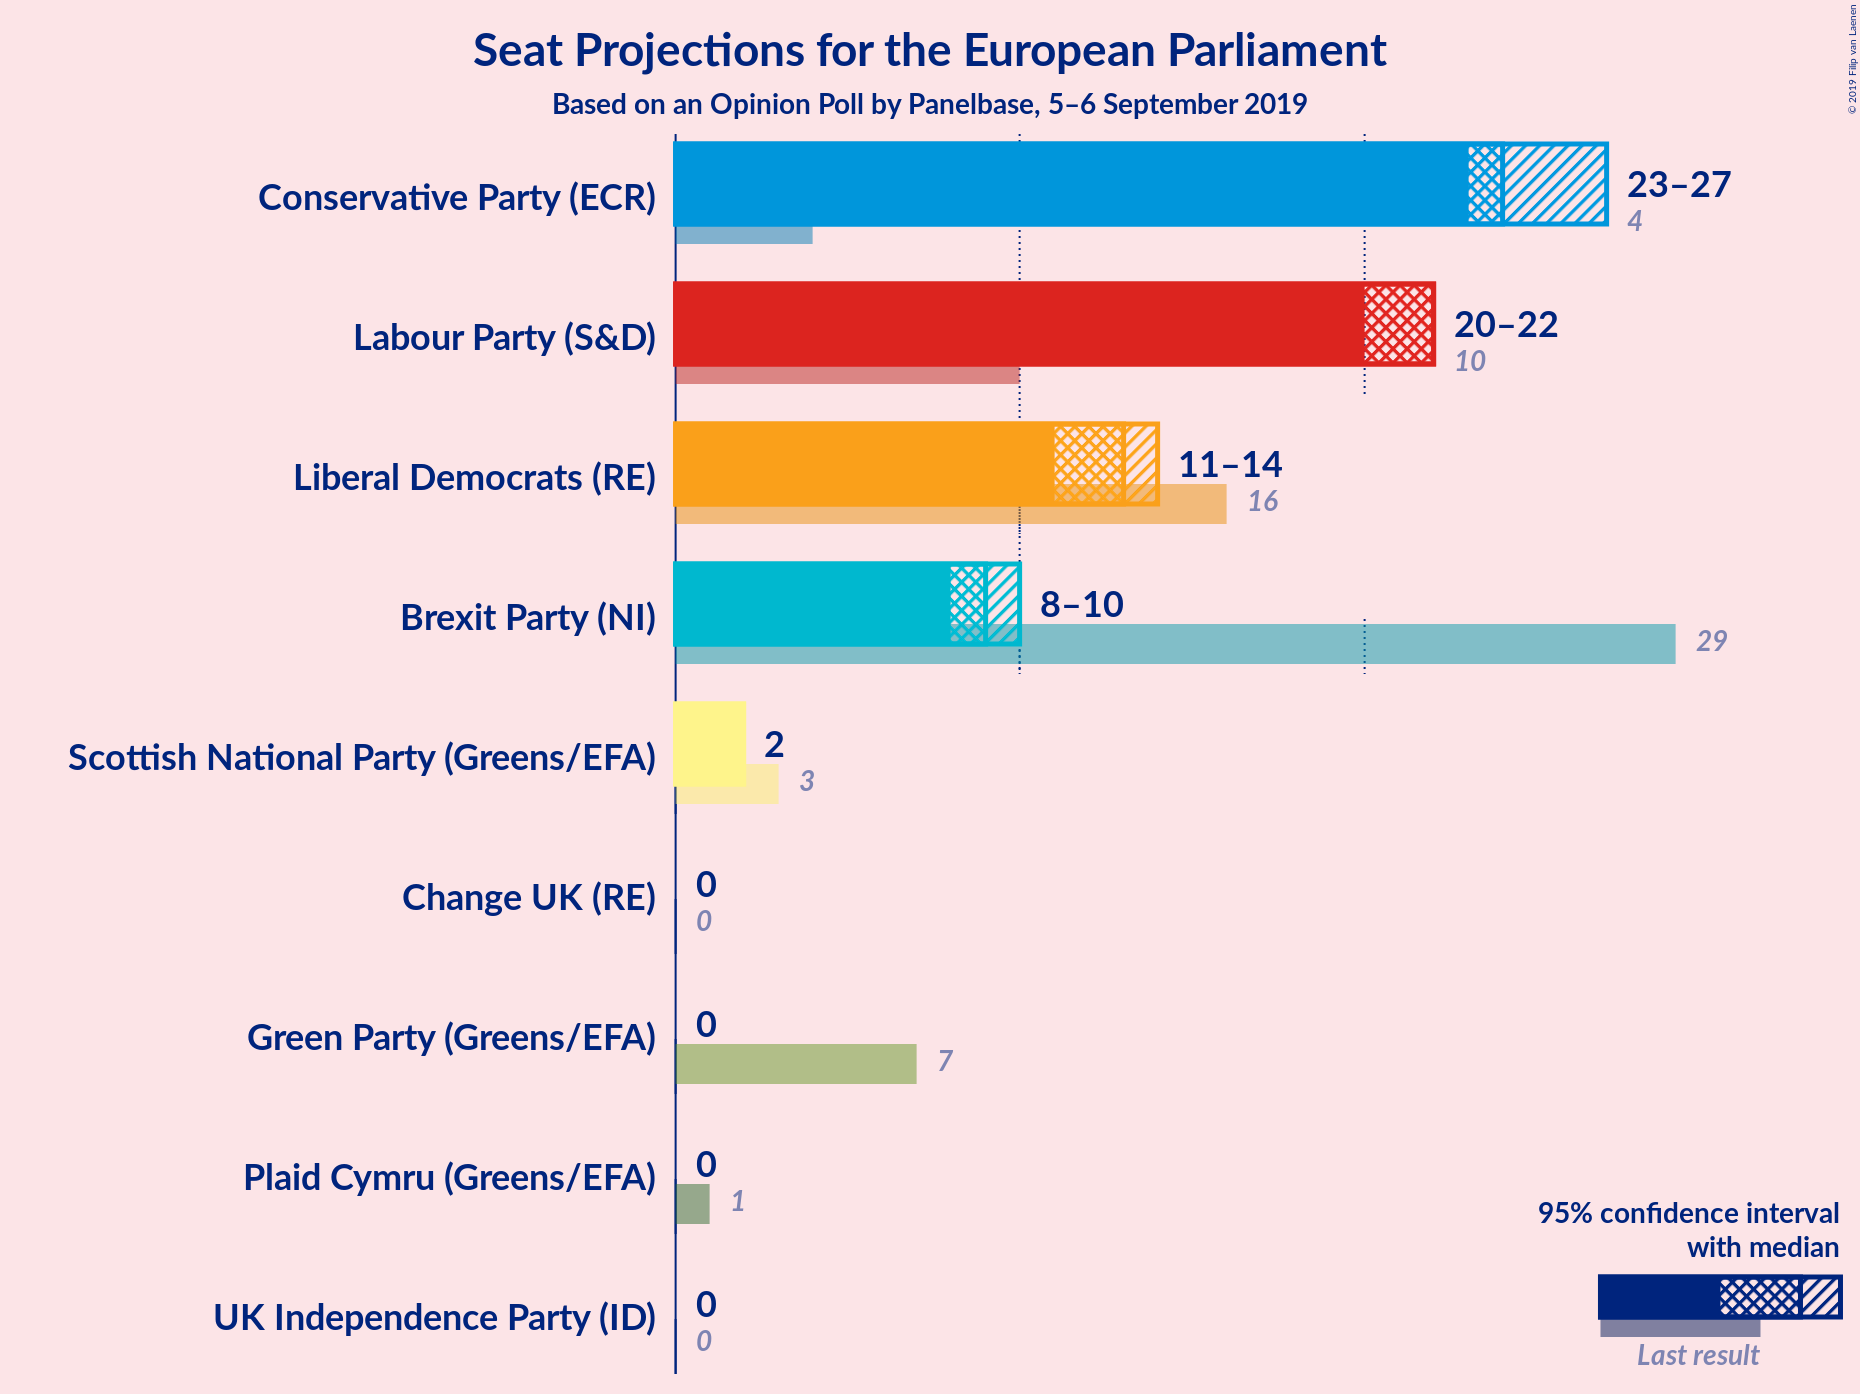 Seat Projections for the European Parliament
Based on an Opinion Poll by Panelbase, 5–6 September 2019
© 2019 Filip van Laenen
Conservative Party (ECR)
23–27
4
Labour Party (S&D)
20–22
10
Liberal Democrats (RE)
11–14
16
Brexit Party (NI)
8–10
29
Scottish National Party (Greens/EFA)
2
3
Change UK (RE)
0
0
Green Party (Greens/EFA)
0
7
Plaid Cymru (Greens/EFA)
0
1
UK Independence Party (ID)
0
0
95% confidence interval
with median
Last result